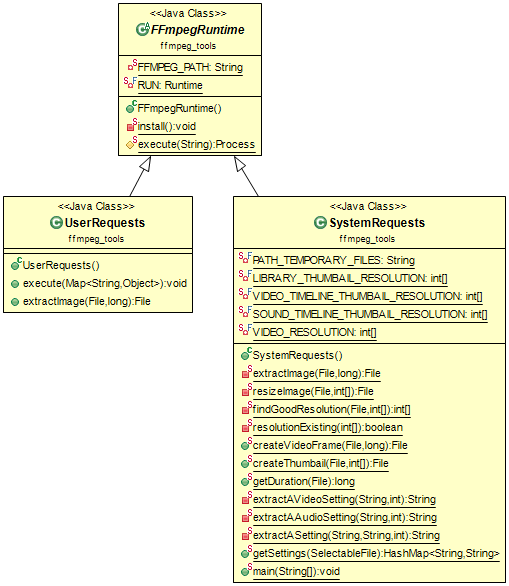 <<Java Class>>
FFmpegRuntime
ffmpeg_tools
FFMPEG_PATH: String
RUN: Runtime
FFmpegRuntime()
install():void
execute(String):Process
<<Java Class>>
UserRequests
ffmpeg_tools
UserRequests()
execute(Map<String,Object>):void
extractImage(File,long):File
<<Java Class>>
SystemRequests
ffmpeg_tools
PATH_TEMPORARY_FILES: String
LIBRARY_THUMBAIL_RESOLUTION: int[]
VIDEO_TIMELINE_THUMBAIL_RESOLUTION: int[]
SOUND_TIMELINE_THUMBAIL_RESOLUTION: int[]
VIDEO_RESOLUTION: int[]
SystemRequests()
extractImage(File,long):File
resizeImage(File,int[]):File
findGoodResolution(File,int[]):int[]
resolutionExisting(int[]):boolean
createVideoFrame(File,long):File
createThumbail(File,int[]):File
getDuration(File):long
extractAVideoSetting(String,int):String
extractAAudioSetting(String,int):String
extractASetting(String,String,int):String
getSettings(SelectableFile):HashMap<String,String>
main(String[]):void